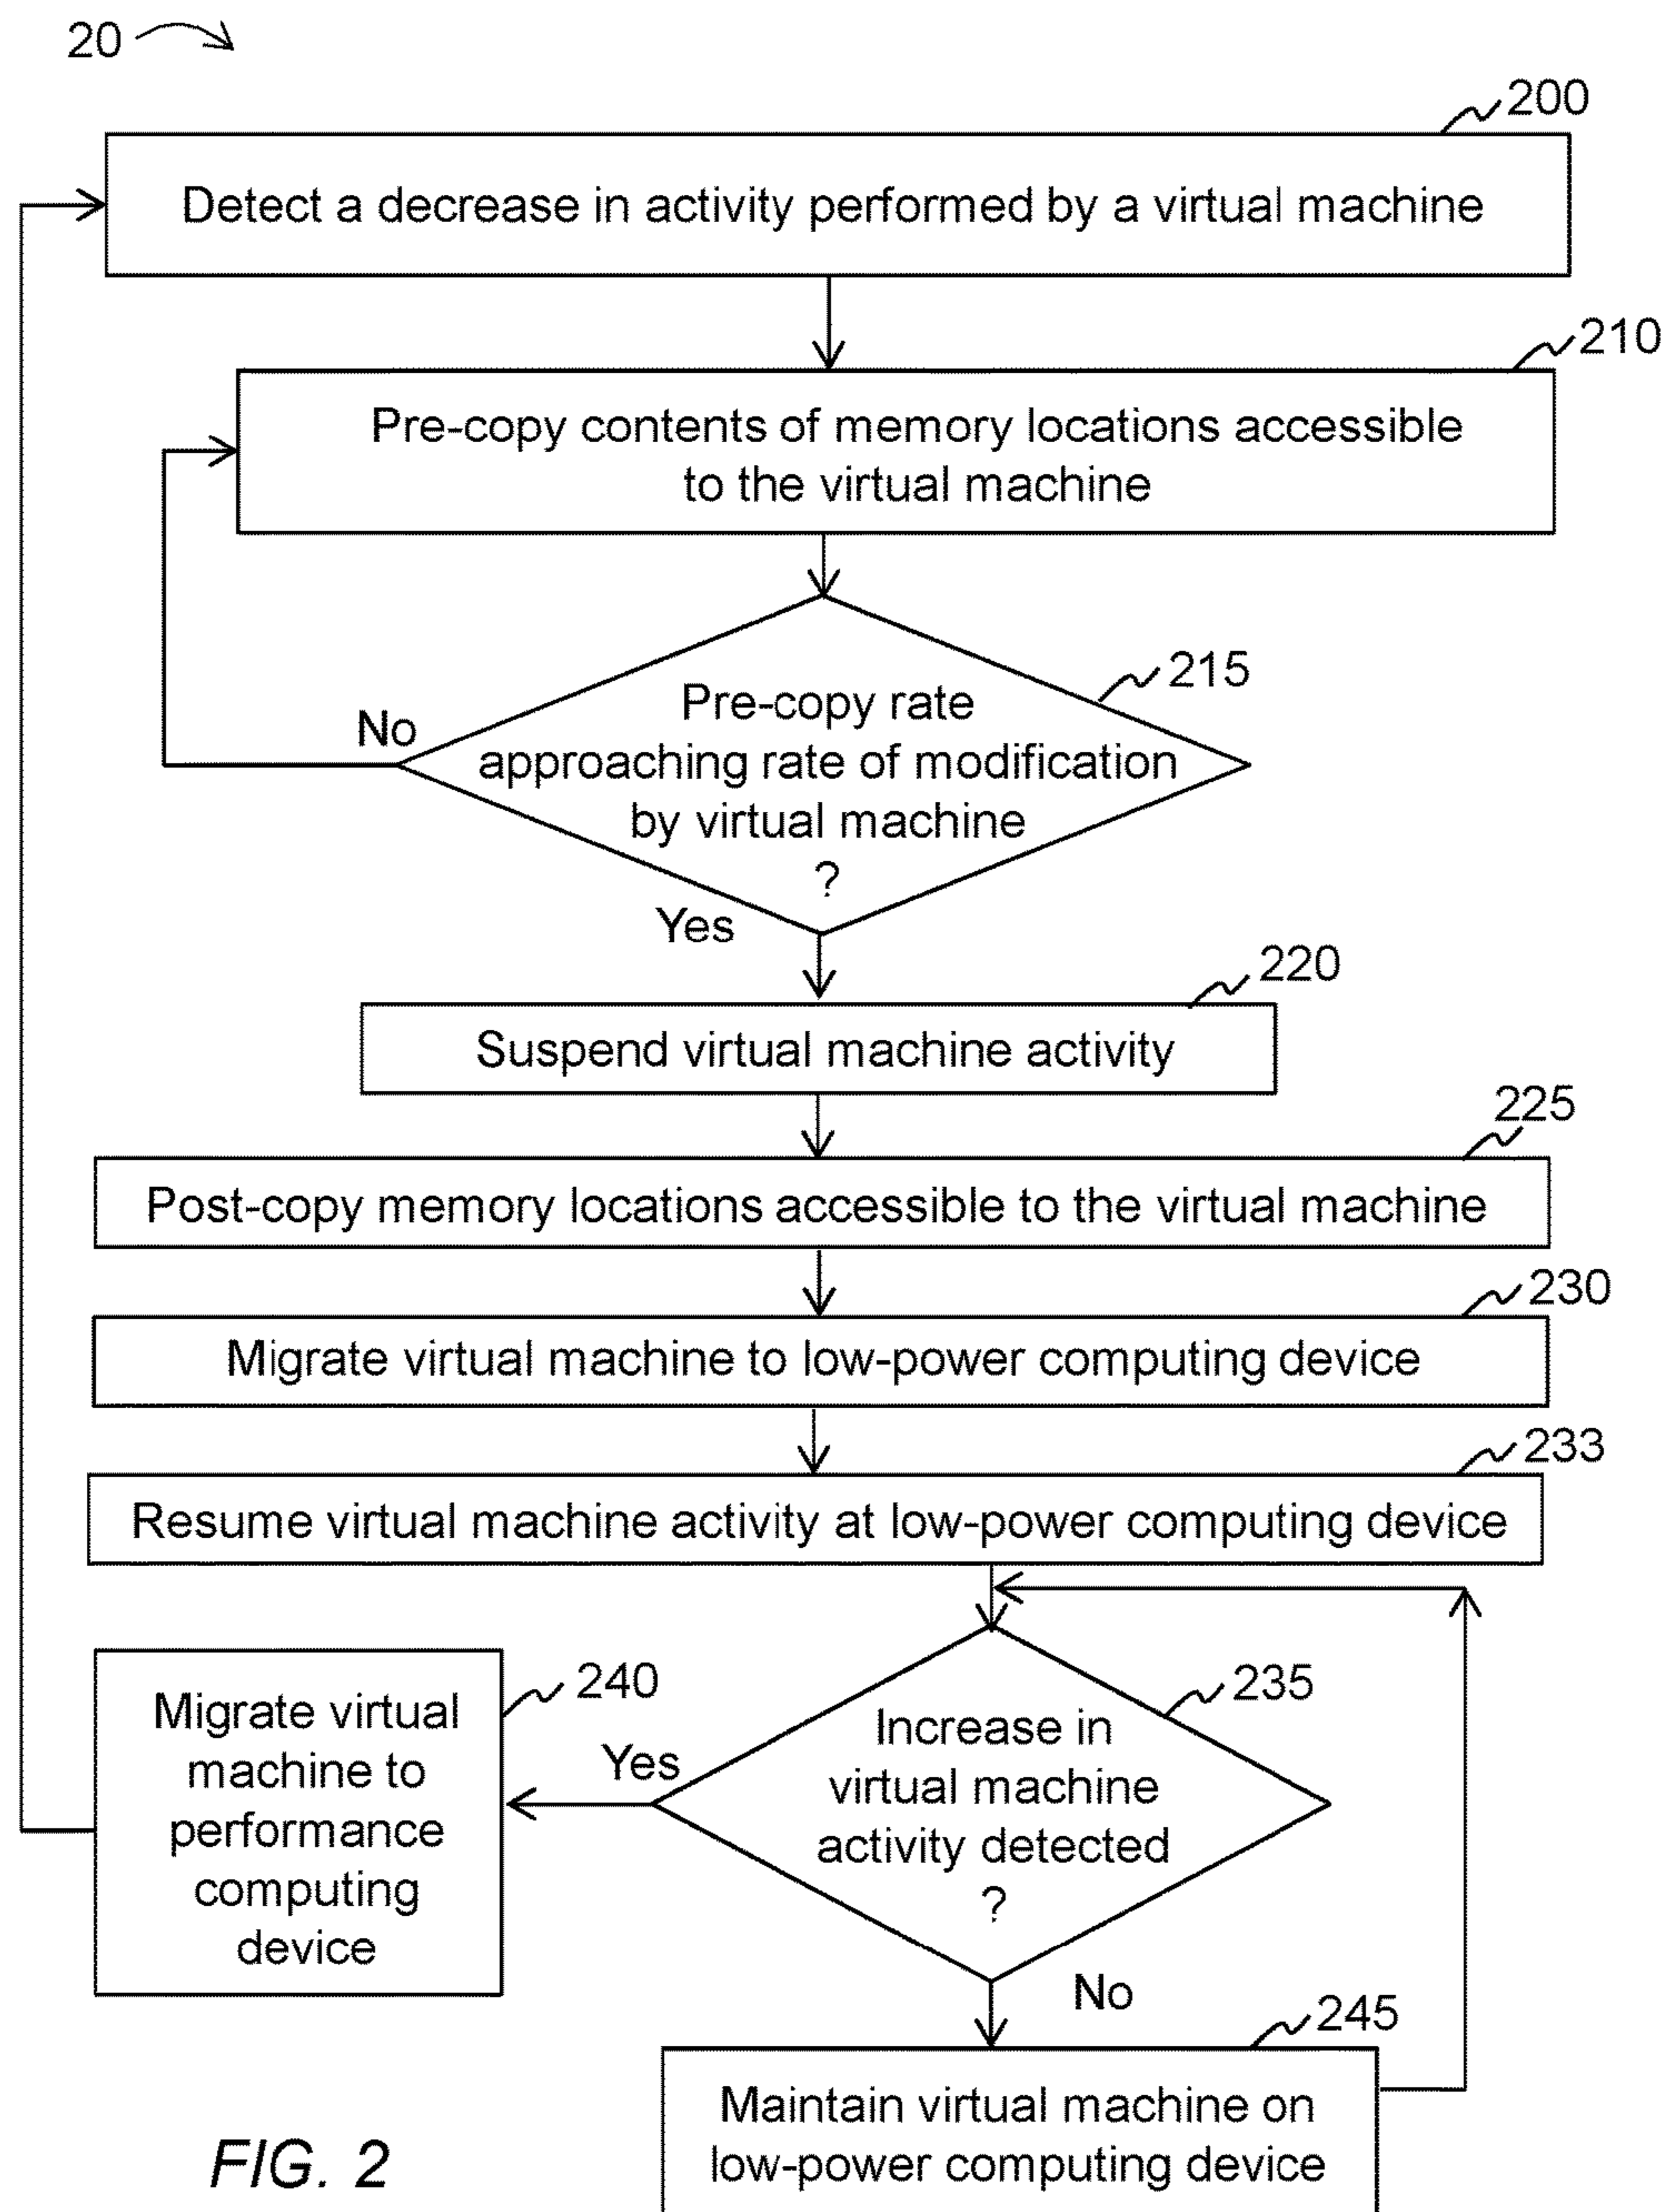 20
200
Detect a decrease in activity performed by a virtual machine
210
Pre-copy contents of memory locations accessible
to the virtual machine
215
Pre-copy rate
approaching rate of modification
by virtual machine
?
No
Yes
220
Suspend virtual machine activity
225
Post-copy memory locations accessible to the virtual machine
230
Migrate virtual machine to low-power computing device
233
Resume virtual machine activity at low-power computing device
235
Increase in
virtual machine
activity detected
?
Yes
240
Migrate virtual
machine to
performance
computing
device
No
245
Maintain virtual machine on
low-power computing device
FIG. 2